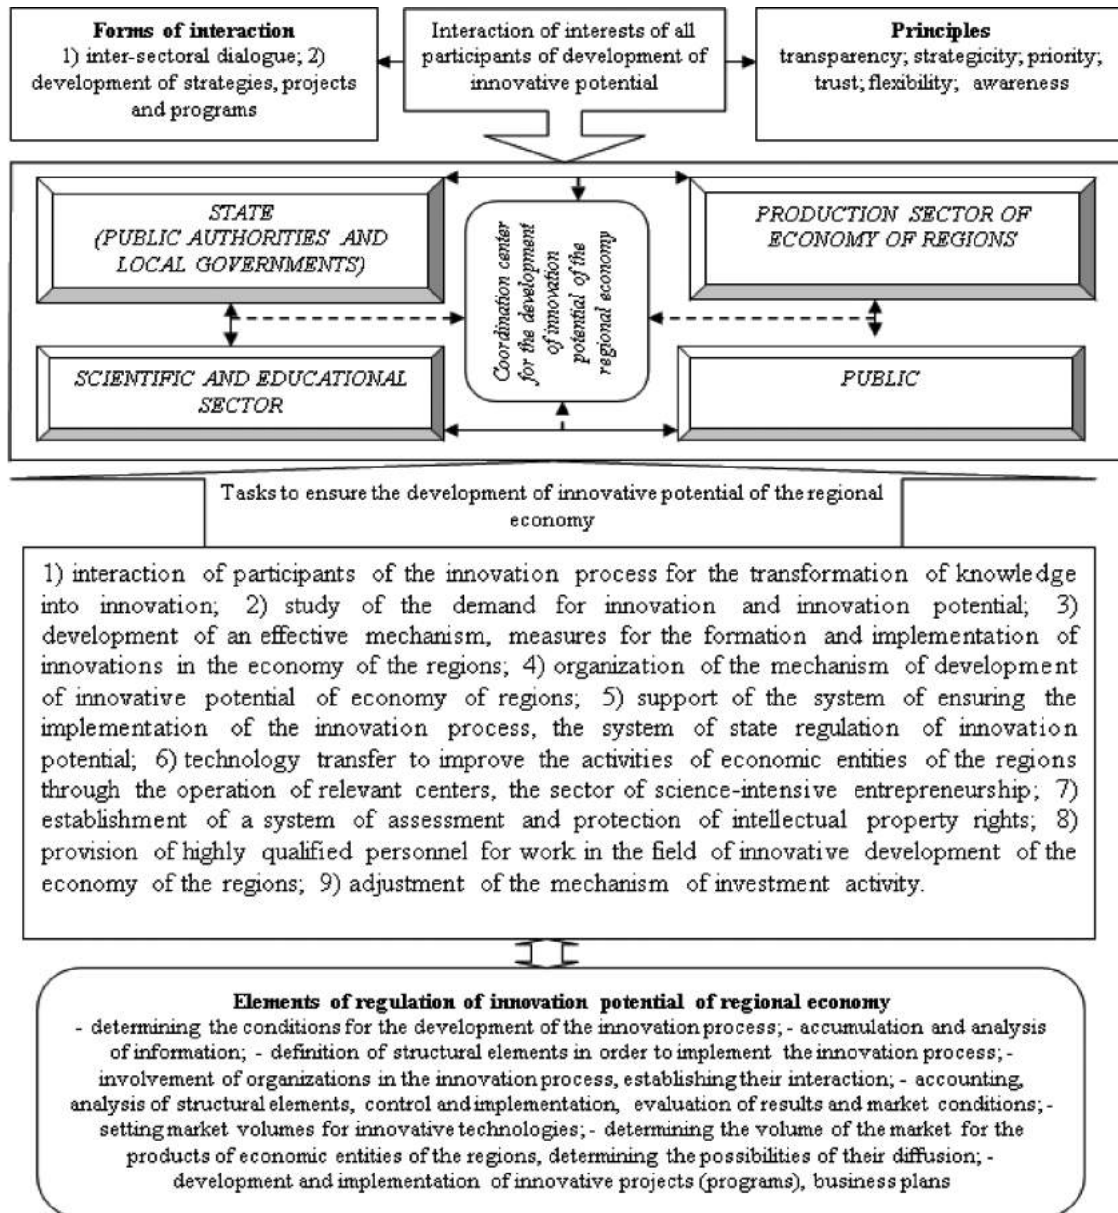 Forms of interaction
1) inter-sectoral dialogue; 2)
development of strategies, projects
and programs
Interaction of interests of all
participants of development of
innovative potential
Principles
transparency; strategicity; priority;
trust; flexibility; awareness
STATE
(PUBLIC AUTHORITIES AND
LOCAL GOVERNMENTS)
Coordination center
for the development
of innovation
potential of the
regional economy
PRODUCTION SECTOR OF
ECONOMY OF REGIONS
SCIENTIFIC AND EDUCATIONAL
SECTOR
PUBLIC
Tasks to ensure the development of innovative potential of the regional
economy
1) interaction of participants of the innovation process for the transformation of knowledge
into innovation; 2) study of the demand for innovation and innovation potential; 3)
development of an effective mechanism, measures for the formation and implementation of
innovations in the economy of the regions; 4) organization of the mechanism of development
of innovative potential of economy of regions; 5) support of the system of ensuring the
implementation of the innovation process, the system of state regulation of innovation
potential; 6) technology transfer to improve the activities of economic entities of the regions
through the operation of relevant centers, the sector of science-intensive entrepreneurship; 7)
establishment of a system of assessment and protection of intellectual property rights; 8)
provision of highly qualified personnel for work in the field of innovative development of the
economy of the regions; 9) adjustment of the mechanism of investment activity.
Elements of regulation of innovation potential of regional economy
- determining the conditions for the development of the innovation process; - accumulation and analysis
of information; - definition of structural elements in order to implement the innovation process; -
involvement of organizations in the innovation process, establishing their interaction; - accounting,
analysis of structural elements, control and implementation, evaluation of results and market conditions; -
setting market volumes for innovative technologies; - determining the volume of the market for the
products of economic entities of the regions, determining the possibilities of their diffusion; -
development and implementation of innovative projects (programs), business plans